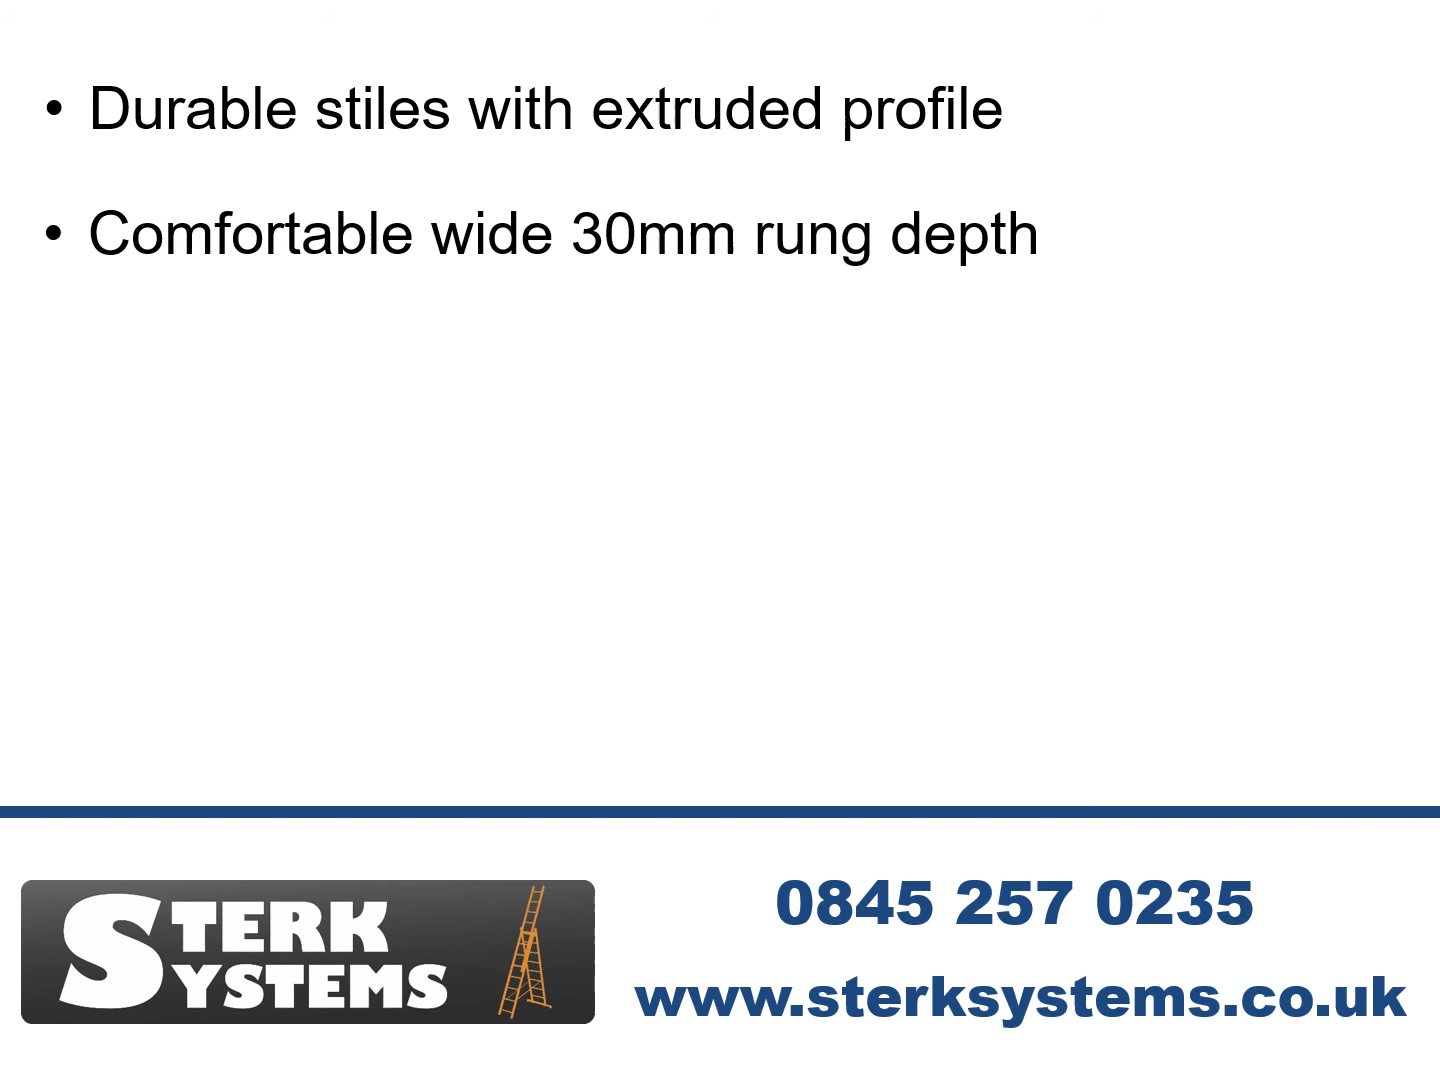 • Durable stiles with extruded profile
• Comfortable wide 30mm rung depth
STERK
SYSTEMS
0845 257 0235
www.sterksystems.co.uk